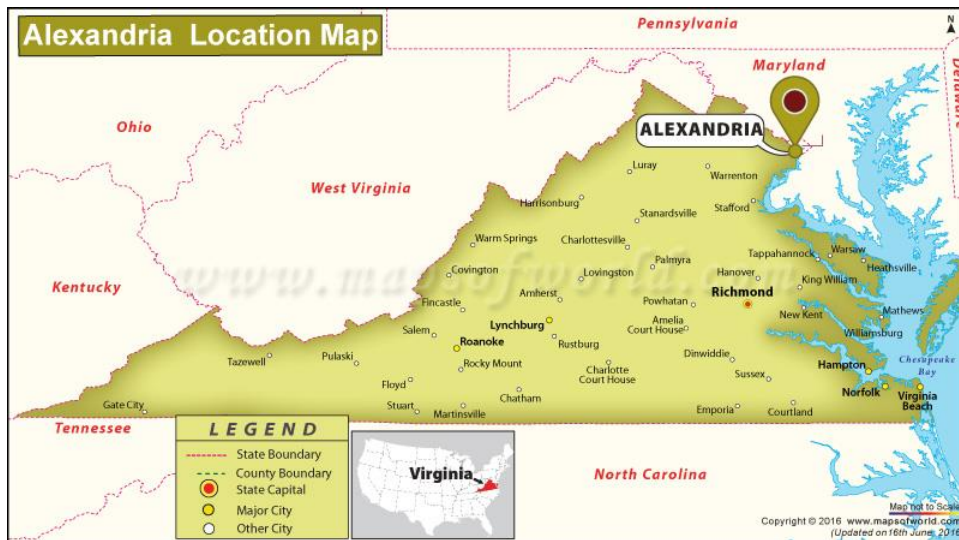 Alexandria Location Map
N
Pennsylvania
Maryland
Delaware
Ohio
ALEXANDRIA
West Virginia
Luray
Warrenton
Harrisonburg
Stafford
Stanardsville
Warm Springs
Charlottesville
Tappahannock
Warsaw
Heathsville
www.mapsofworld.com
Kentucky
Covington
Lovingston
Palmyra
Hanover
King William
Fincastle
Amherst
Powhatan
Richmond
New Kent
Mathews
Salem
Lynchburg
Amelia
Court House
Williamsburg
Roanoke
Rustburg
Tazewell
Pulaski
Rocky Mount
Charlotte
Court House
Dinwiddie
Hampton
Chesapeake
Bay
Floyd
Sussex
Norfolk
Virginia
Beach
Chatham
Gate City
Stuart
Martinsville
Emporia
Courtland
Tennessee
LEGEND
State Boundary
County Boundary
State Capital
Major City
Other City
Virginia
North Carolina
Map not to Scale
Copyright © 2016 www.mapsofworld.com
(Updated on 16th June, 2016)